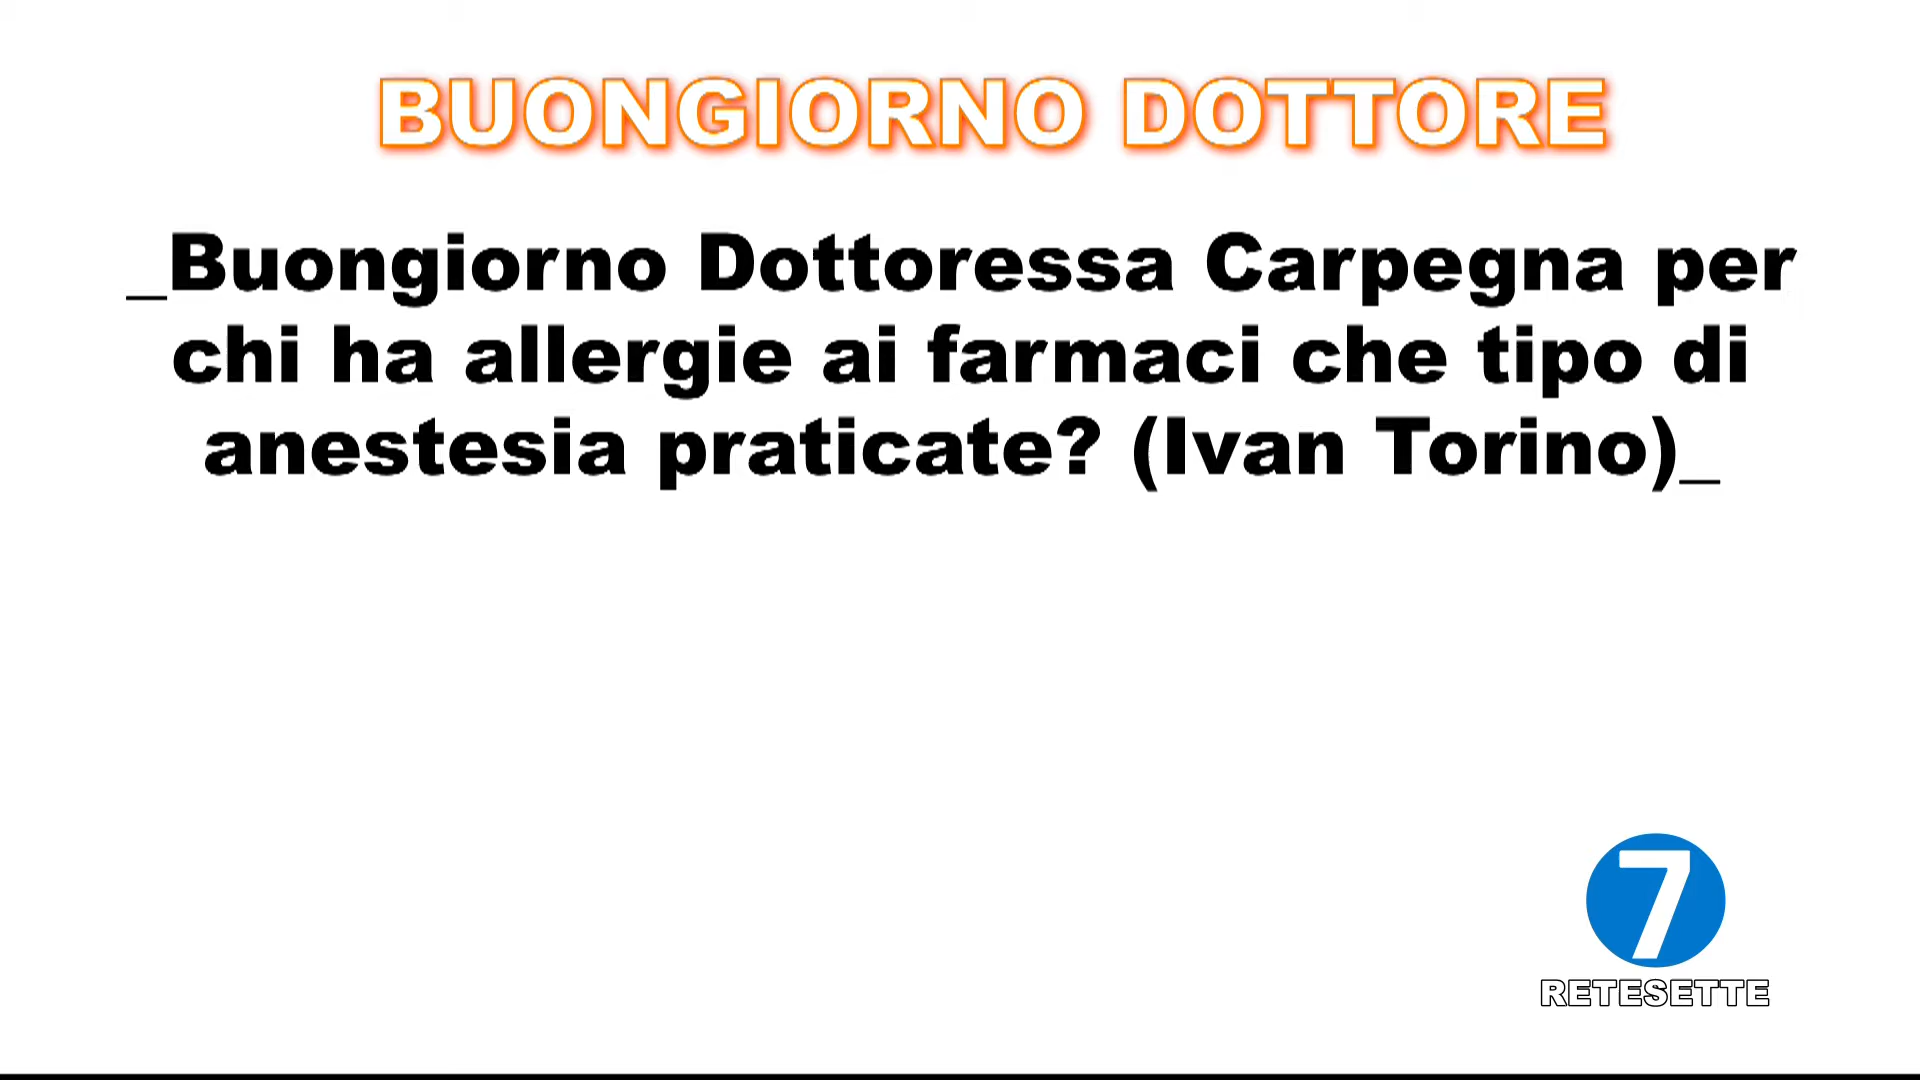 BUONGIORNO DOTTORE
_Buongiorno Dottoressa Carpegna per
chi ha allergie ai farmaci che tipo di
anestesia praticate? (Ivan Torino)_
7
RETESETTE